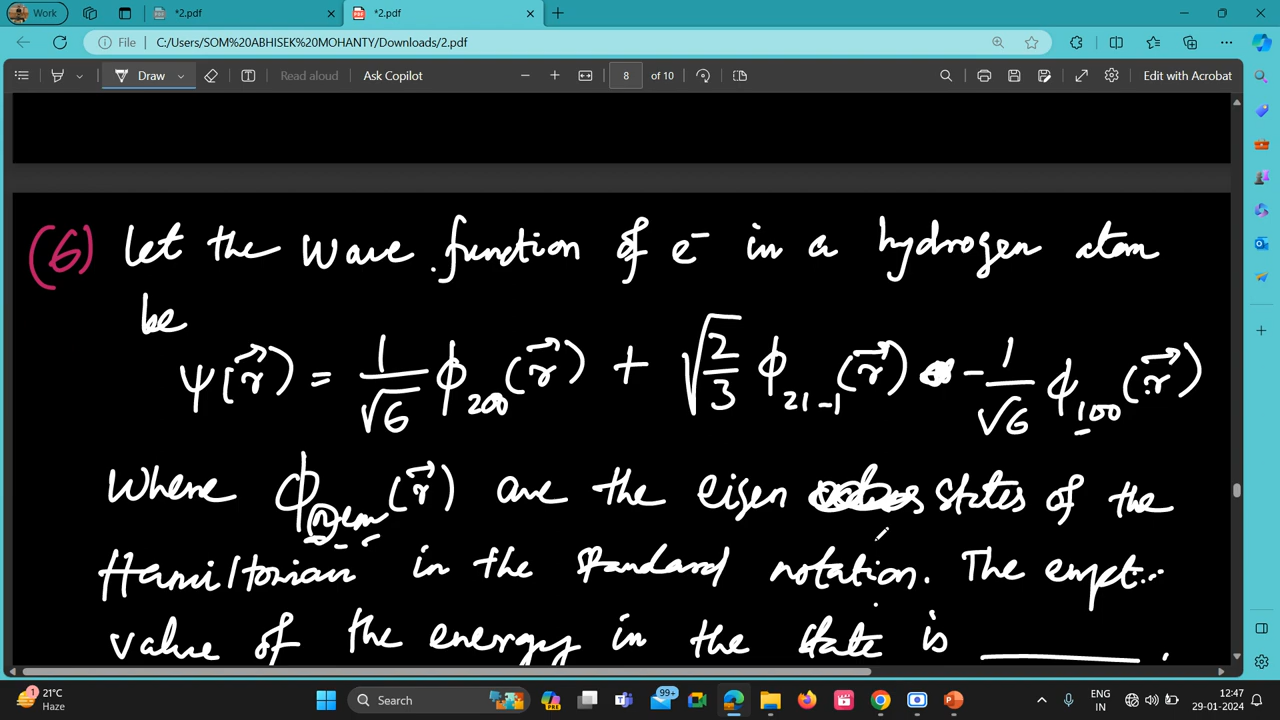 Work
*2.pdf
*2.pdf
File
C:/Users/SOM%20ABHISEK%20MOHANTY/Downloads/2.pdf
Draw
Read aloud
Ask Copilot
8 of 10
Edit with Acrobat
(6) Let the wave function of e⁻ in a hydrogen atom
be
ψ(r⃗) = 1/√6 ϕ₂₀₀(r⃗) + √(2/3) ϕ₂₁₋₁(r⃗) - 1/√6 ϕ₁₀₀(r⃗)
Where ϕnlm(r⃗) are the eigen states of the
Hamiltonian in the standard notation. The
value of the energy in the state is ______.
21°C
Haze
Search
99+
ENG
IN
12:47
29-01-2024